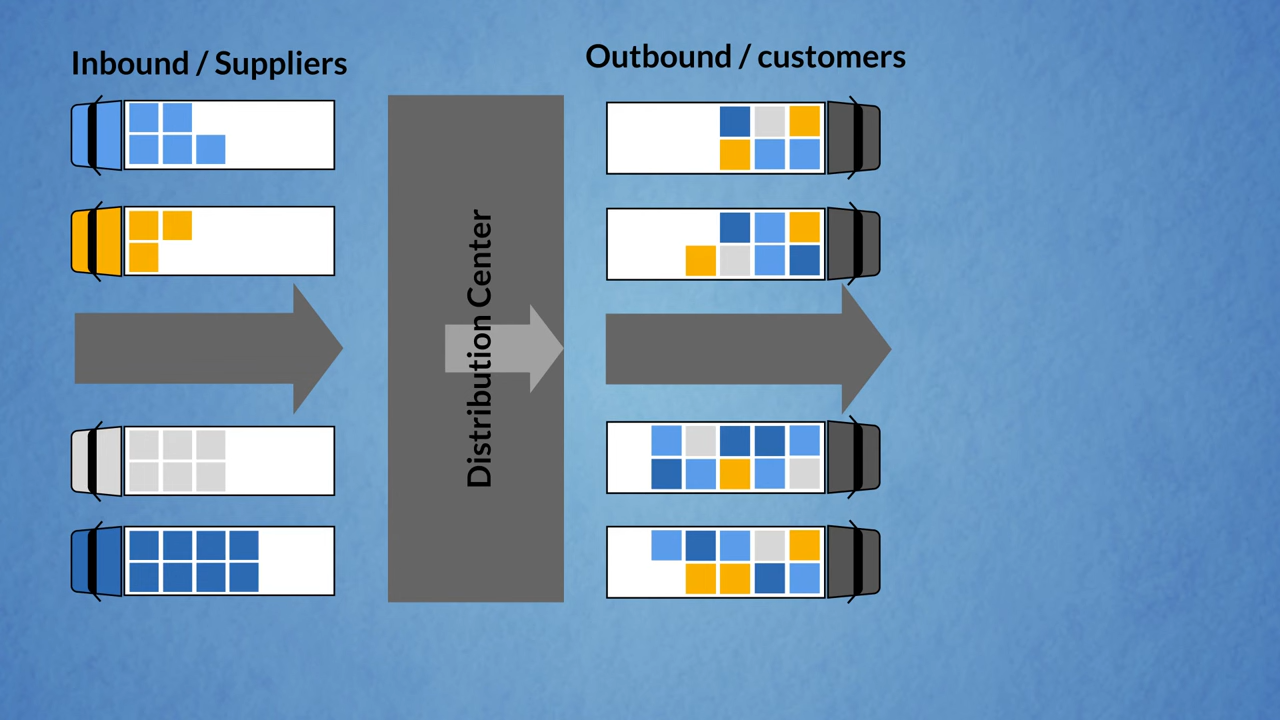 Inbound / Suppliers
Outbound / customers
Distribution Center